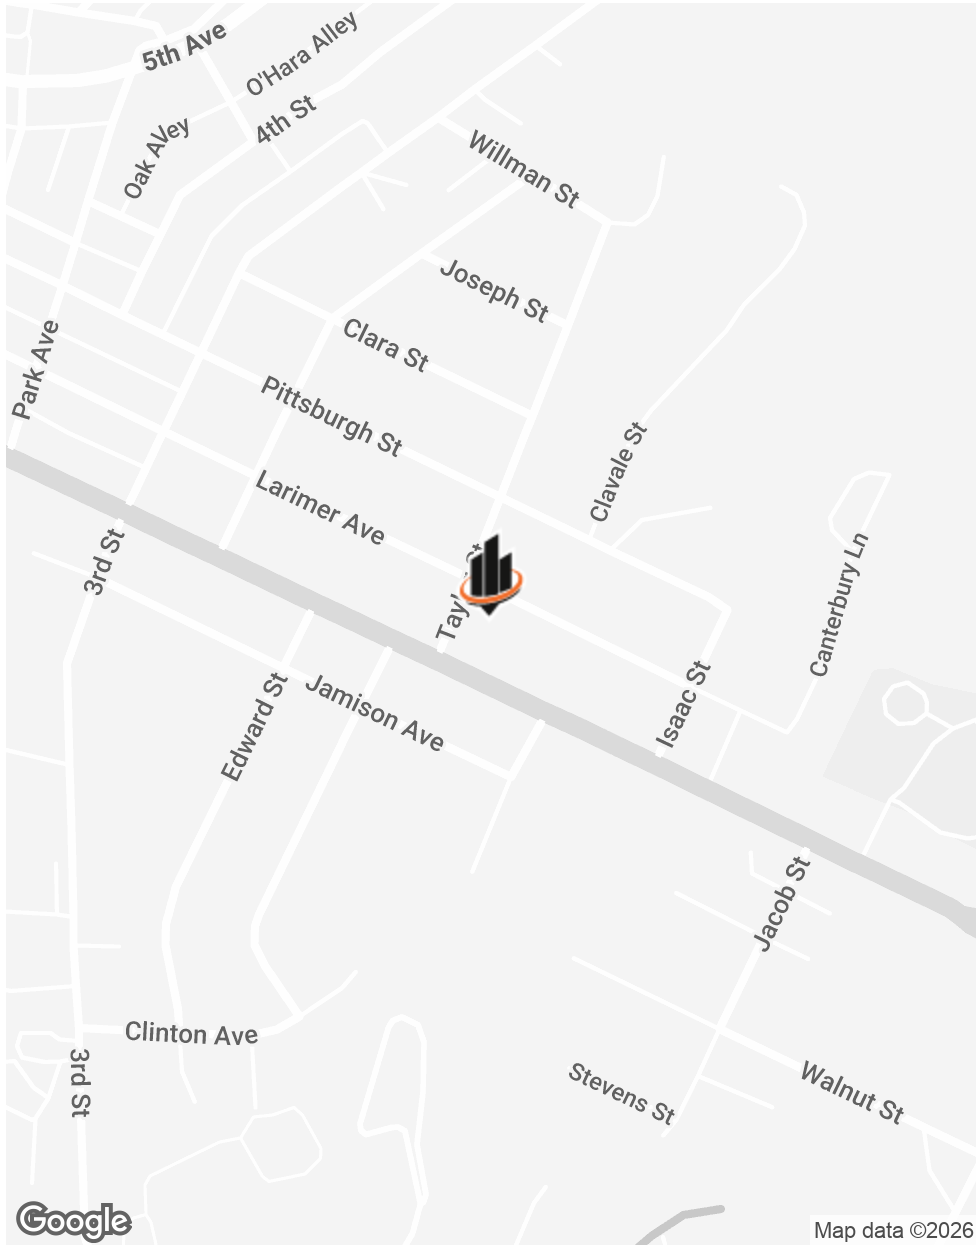 5th Ave
O'Hara Alley
4th St
Oak Alley
Willman St
Joseph St
Clara St
Park Ave
Pittsburgh St
Clavale St
Larimer Ave
3rd St
Canterbury Ln
Isaac St
Edward St
Jamison Ave
Jacob St
Clinton Ave
3rd St
Stevens St
Walnut St
Google
Map data ©2026